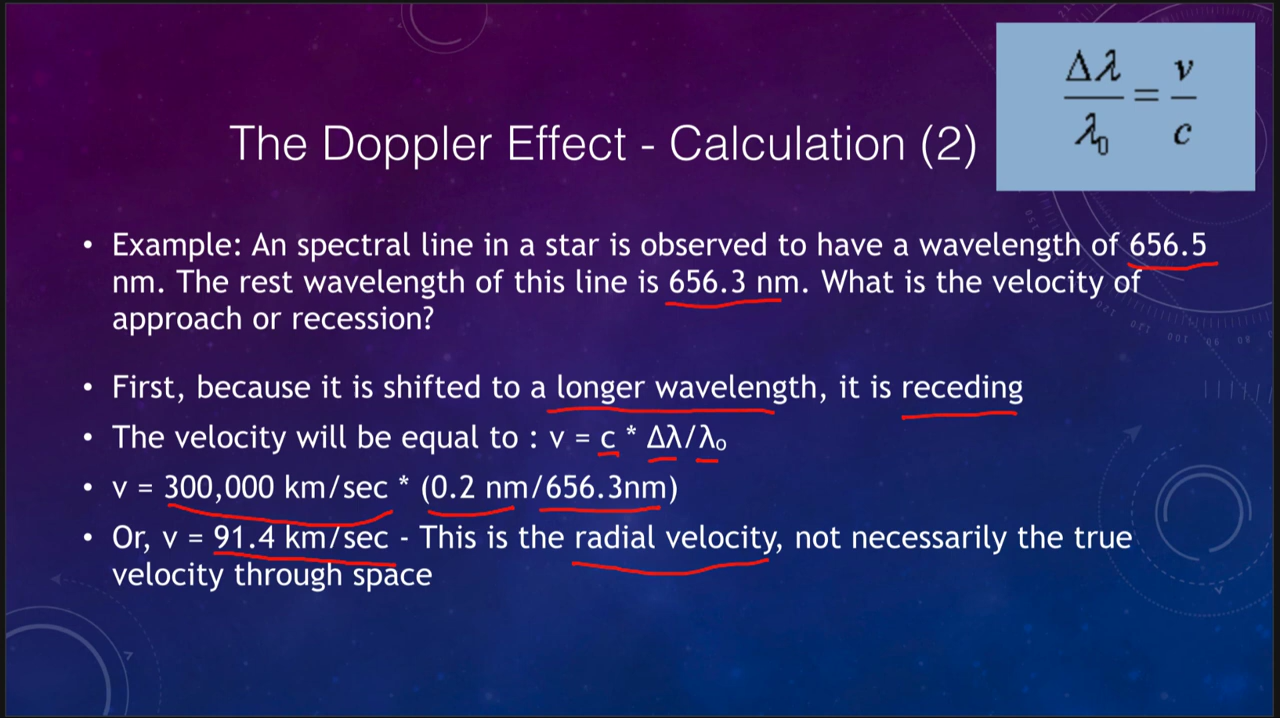 Δλ/λ₀ = v/c
The Doppler Effect - Calculation (2)
• Example: An spectral line in a star is observed to have a wavelength of 656.5
nm. The rest wavelength of this line is 656.3 nm. What is the velocity of
approach or recession?
• First, because it is shifted to a longer wavelength, it is receding
• The velocity will be equal to : v = c * Δλ/λ₀
• v = 300,000 km/sec * (0.2 nm/656.3nm)
• Or, v = 91.4 km/sec - This is the radial velocity, not necessarily the true
velocity through space